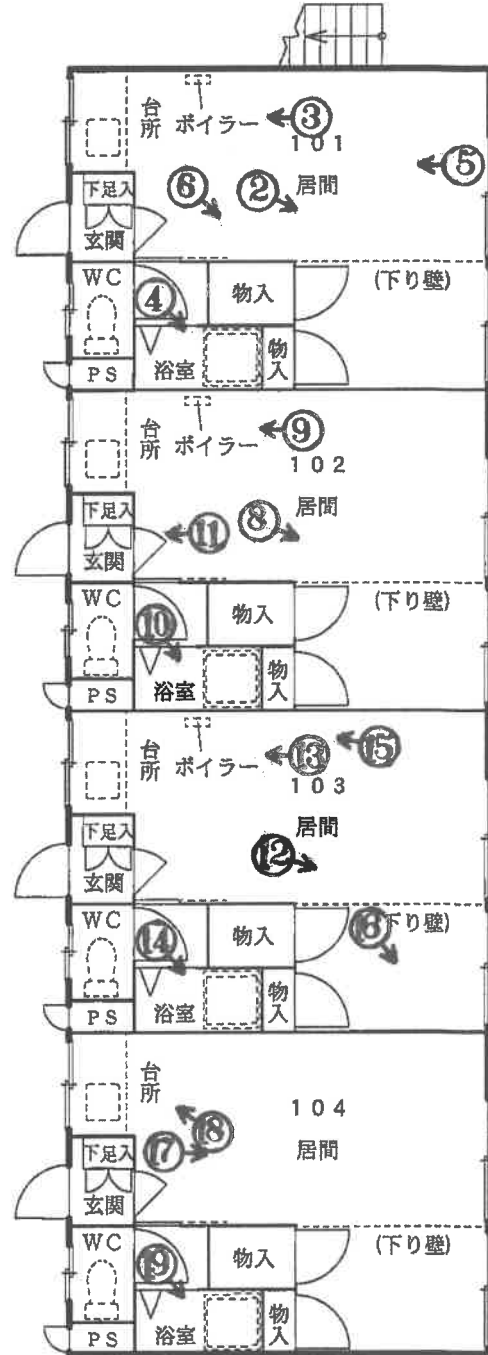 台所 ボイラー ③
101
⑥ ② 居間 ⑤
下足入
玄関
WC ④ 物入 (下り壁)
PS 浴室 物入
台所 ボイラー ⑨
102
⑪ ⑧ 居間
下足入
玄関
WC ⑩ 物入 (下り壁)
PS 浴室 物入
台所 ボイラー ⑬ ⑮
103
居間
下足入 ⑫
玄関
WC ⑭ 物入 ⑯ 下り壁)
PS 浴室 物入
台所
104
⑰ ⑱ 居間
下足入
玄関
WC ⑲ 物入 (下り壁)
PS 浴室 物入